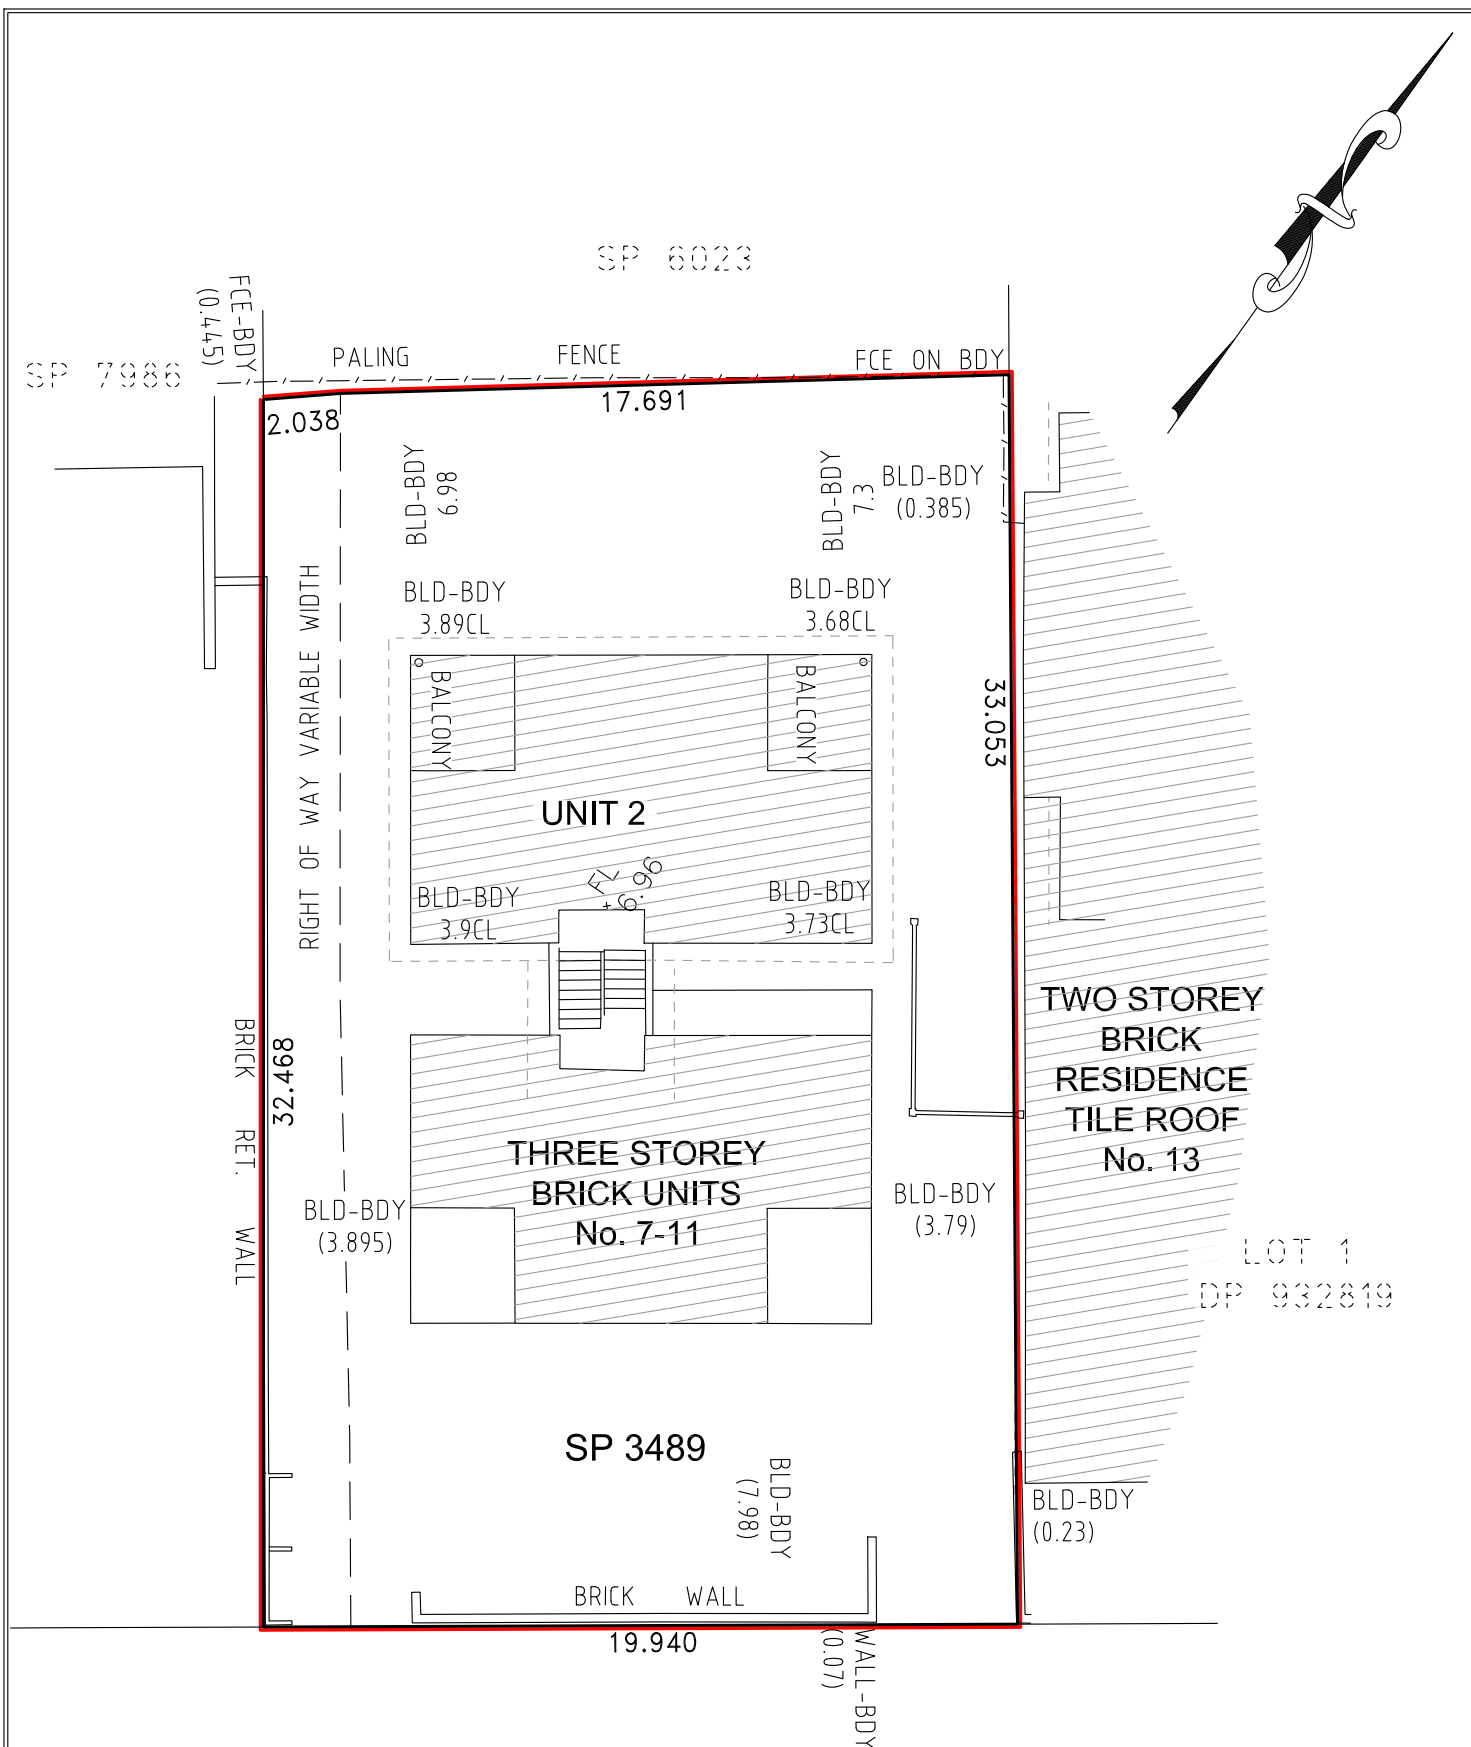 SP 6023
FCE-BDY
(0.445)
SP 7986
PALING FENCE FCE ON BDY
2.038
17.691
BLD-BDY
6.98
BLD-BDY
7.3
BLD-BDY
(0.385)
RIGHT OF WAY VARIABLE WIDTH
BLD-BDY
3.89CL
BLD-BDY
3.68CL
BALCONY
BALCONY
33.053
UNIT 2
FL
+6.96
BLD-BDY
3.9CL
BLD-BDY
3.73CL
TWO STOREY
BRICK
RESIDENCE
TILE ROOF
No. 13
BRICK RET. WALL
32.468
THREE STOREY
BRICK UNITS
No. 7-11
BLD-BDY
(3.895)
BLD-BDY
(3.79)
LOT 1
DP 932819
SP 3489
BLD-BDY
(7.98)
BLD-BDY
(0.23)
BRICK WALL
19.940
WALL-BDY
(0.07)